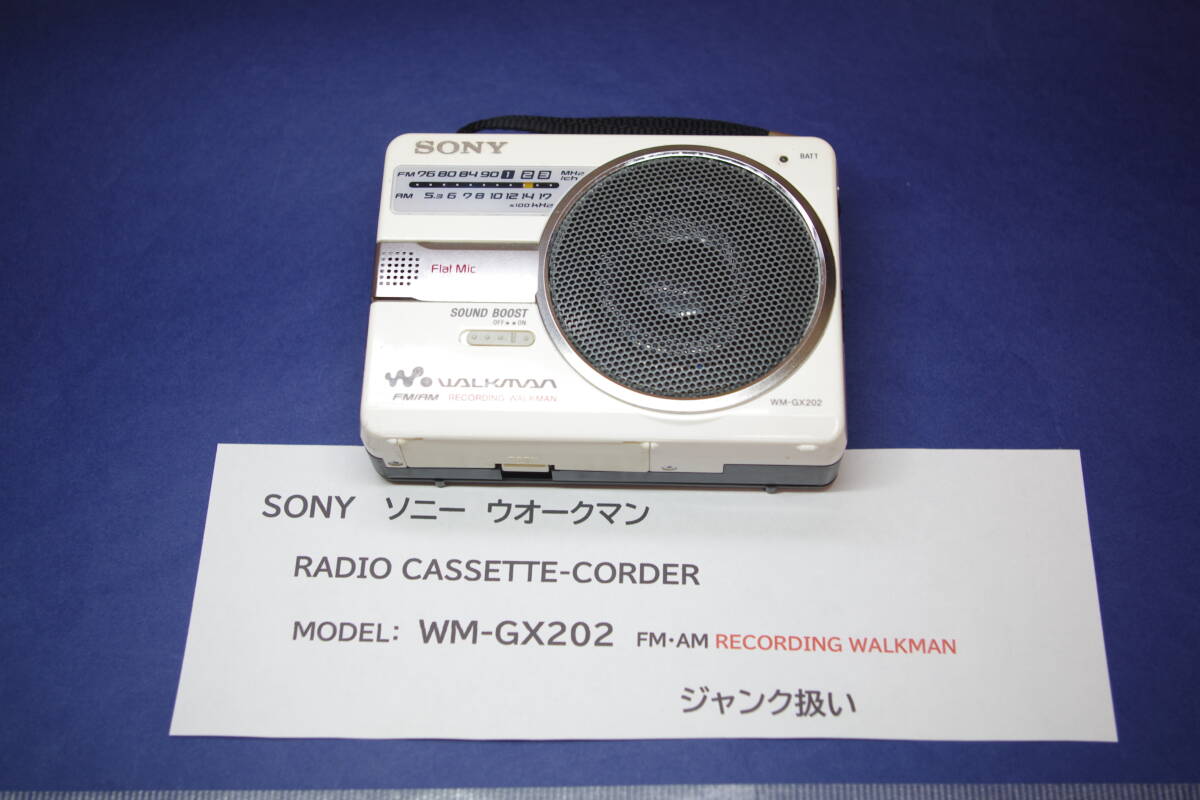 SONY
BATT
FM 76 80 84 90 1 2 3 MHz
/ch
AM 5.3 6 7 8 10 12 14 17
x100 kHz
Flat Mic
SOUND BOOST
OFF ON
WALKMAN
FM/AM RECORDING WALKMAN
WM-GX202
SONY ソニー ウオークマン
RADIO CASSETTE-CORDER
MODEL: WM-GX202 FM・AM RECORDING WALKMAN
ジャンク扱い